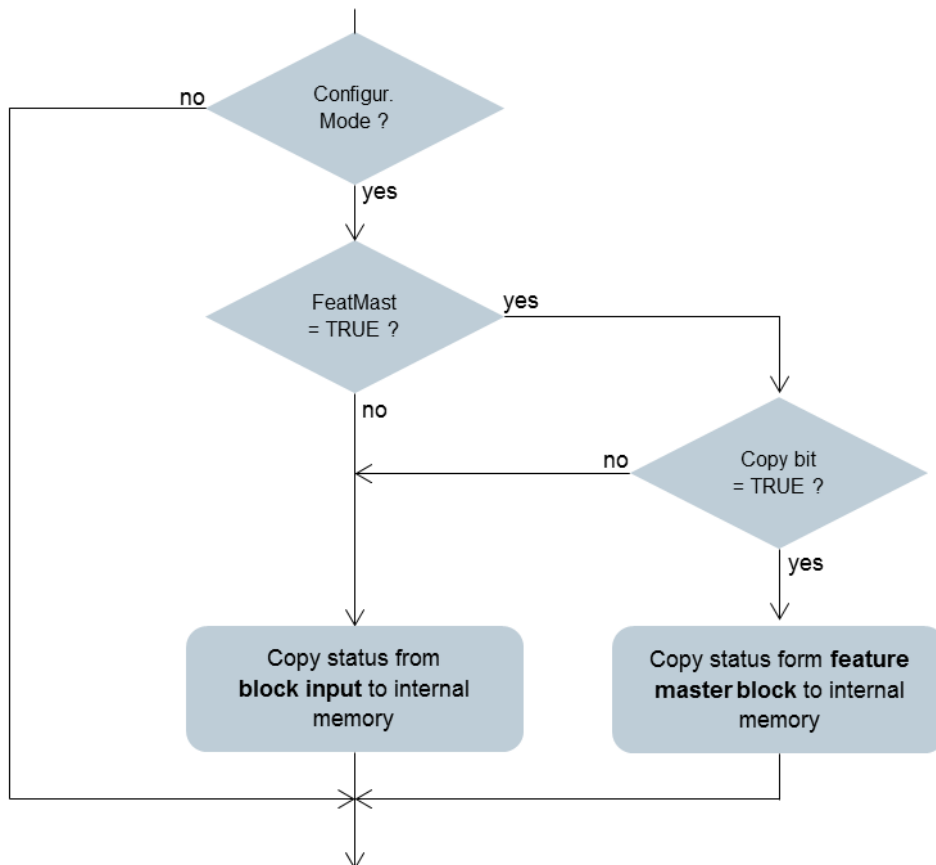 no
Configur.
Mode ?
yes
FeatMast
= TRUE ?
yes
no
no
Copy bit
= TRUE ?
yes
Copy status from
block input to internal
memory
Copy status form feature
master block to internal
memory